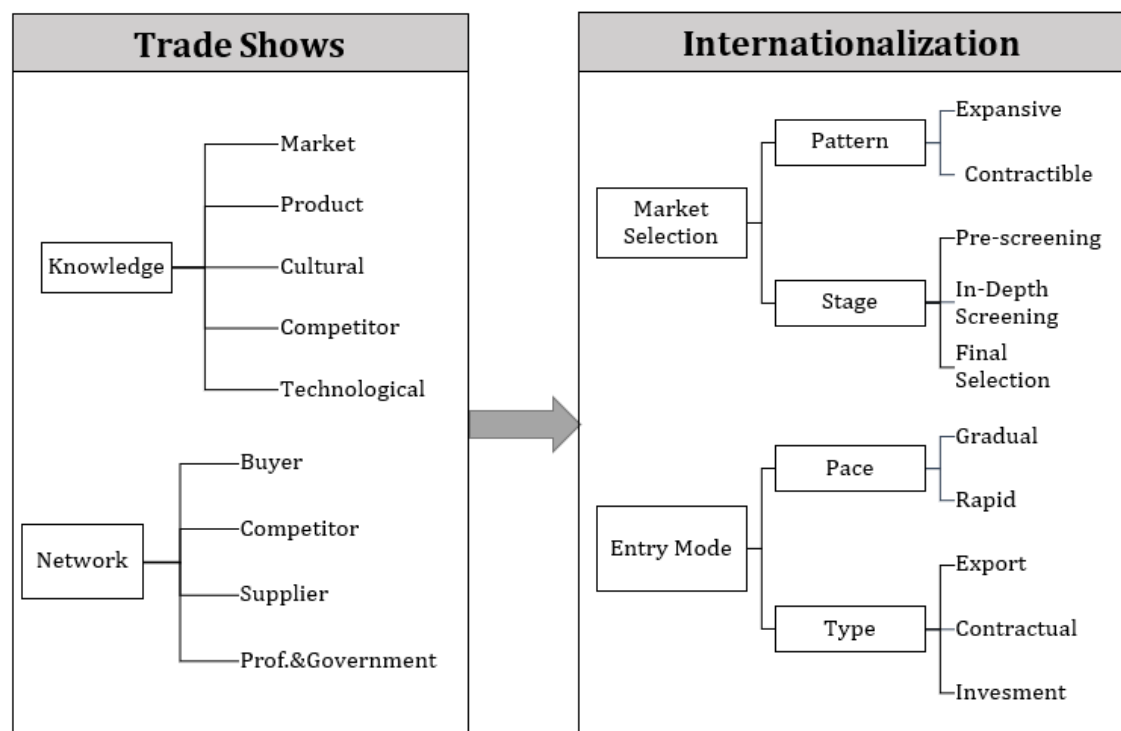 Trade Shows
Knowledge
Market
Product
Cultural
Competitor
Technological
Network
Buyer
Competitor
Supplier
Prof.&Government
Internationalization
Market
Selection
Pattern
Expansive
Contractible
Stage
Pre-screening
In-Depth
Screening
Final
Selection
Entry Mode
Pace
Gradual
Rapid
Type
Export
Contractual
Invesment